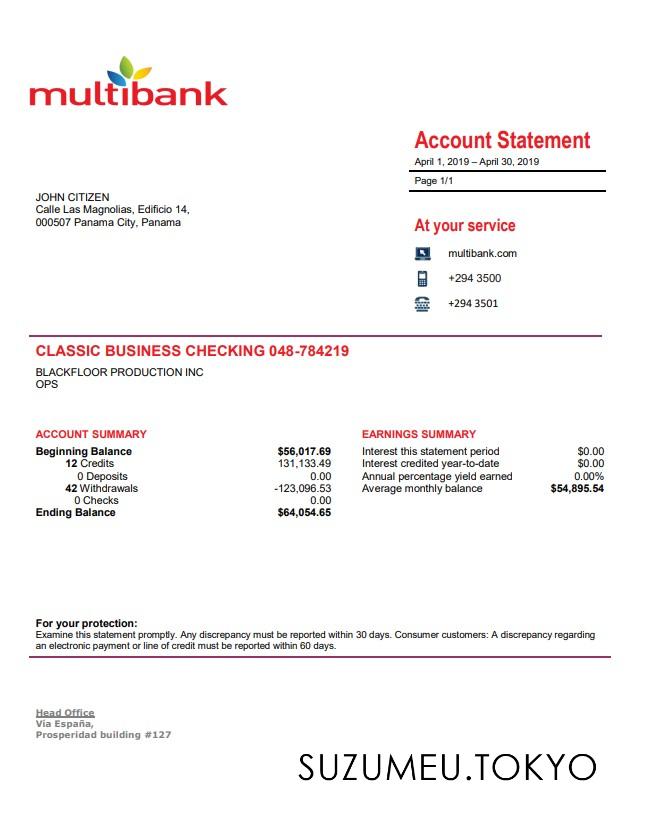 multibank
Account Statement
April 1, 2019 – April 30, 2019
Page 1/1
JOHN CITIZEN
Calle Las Magnolias, Edificio 14,
000507 Panama City, Panama
At your service
multibank.com
+294 3500
+294 3501
CLASSIC BUSINESS CHECKING 048-784219
BLACKFLOOR PRODUCTION INC
OPS
ACCOUNT SUMMARY
Beginning Balance $56,017.69
12 Credits 131,133.49
0 Deposits 0.00
42 Withdrawals -123,096.53
0 Checks 0.00
Ending Balance $64,054.65
EARNINGS SUMMARY
Interest this statement period $0.00
Interest credited year-to-date $0.00
Annual percentage yield earned 0.00%
Average monthly balance $54,895.54
For your protection:
Examine this statement promptly. Any discrepancy must be reported within 30 days. Consumer customers: A discrepancy regarding
an electronic payment or line of credit must be reported within 60 days.
Head Office
Via España,
Prosperidad building #127
SUZUMEU.TOKYO